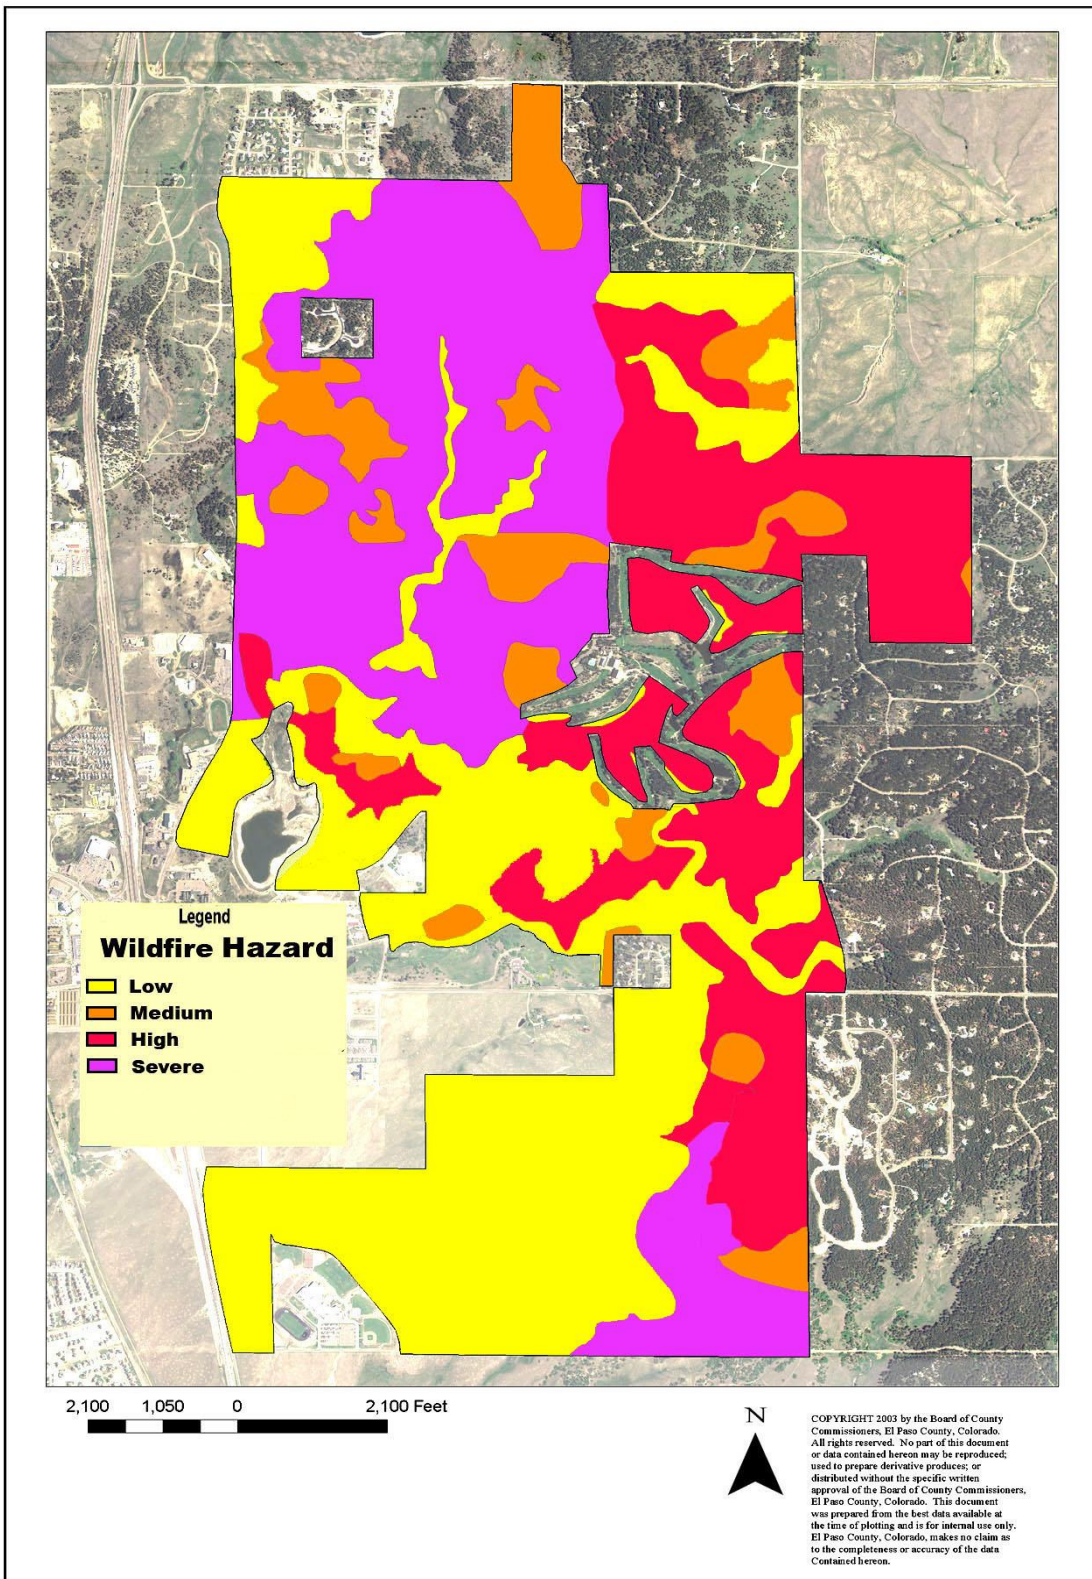 Legend
Wildfire Hazard
Low
Medium
High
Severe
2,100 1,050 0 2,100 Feet
N
COPYRIGHT 2003 by the Board of County
Commissioners, El Paso County, Colorado.
All rights reserved. No part of this document
or data contained hereon may be reproduced;
used to prepare derivative produces; or
distributed without the specific written
approval of the Board of County Commissioners,
El Paso County, Colorado. This document
was prepared from the best data available at
the time of plotting and is for internal use only.
El Paso County, Colorado, makes no claim as
to the completeness or accuracy of the data
Contained hereon.